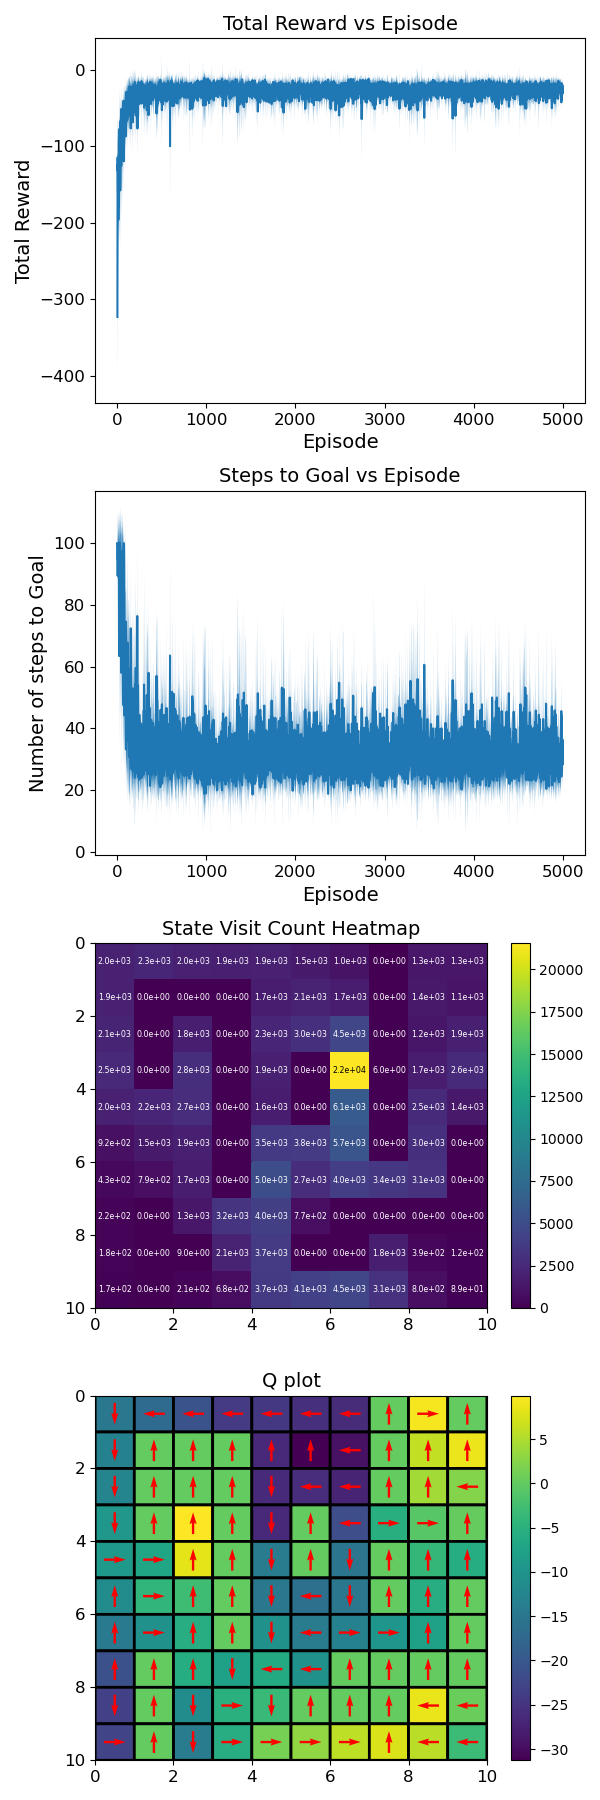 Total Reward vs Episode
0
−100
−200
−300
−400
Total Reward
0 1000 2000 3000 4000 5000
Episode
Steps to Goal vs Episode
100
80
60
40
20
0
Number of steps to Goal
0 1000 2000 3000 4000 5000
Episode
State Visit Count Heatmap
0 2 4 6 8 10
2.0e+03 2.3e+03 2.0e+03 1.9e+03 1.9e+03 1.5e+03 1.0e+03 0.0e+00 1.3e+03 1.3e+03
1.9e+03 0.0e+00 0.0e+00 0.0e+00 1.7e+03 2.1e+03 1.7e+03 0.0e+00 1.4e+03 1.1e+03
2.1e+03 0.0e+00 1.8e+03 0.0e+00 2.3e+03 3.0e+03 4.5e+03 0.0e+00 1.2e+03 1.9e+03
2.5e+03 0.0e+00 2.8e+03 0.0e+00 1.9e+03 0.0e+00 2.2e+04 6.0e+00 1.7e+03 2.6e+03
2.0e+03 2.2e+03 2.7e+03 0.0e+00 1.6e+03 0.0e+00 6.1e+03 0.0e+00 2.5e+03 1.4e+03
9.2e+02 1.5e+03 1.9e+03 0.0e+00 3.5e+03 3.8e+03 5.7e+03 0.0e+00 3.0e+03 0.0e+00
4.3e+02 7.9e+02 1.7e+03 0.0e+00 5.0e+03 2.7e+03 4.0e+03 3.4e+03 3.1e+03 0.0e+00
2.2e+02 0.0e+00 1.3e+03 3.2e+03 4.0e+03 7.7e+02 0.0e+00 0.0e+00 0.0e+00 0.0e+00
1.8e+02 0.0e+00 9.0e+00 2.1e+03 3.7e+03 0.0e+00 0.0e+00 1.8e+03 3.9e+02 1.2e+02
1.7e+02 0.0e+00 2.1e+02 6.8e+02 3.7e+03 4.1e+03 4.5e+03 3.1e+03 8.0e+02 8.9e+01
0 2 4 6 8 10
20000
17500
15000
12500
10000
7500
5000
2500
0
Q plot
0 2 4 6 8 10
0 2 4 6 8 10
5
0
−5
−10
−15
−20
−25
−30